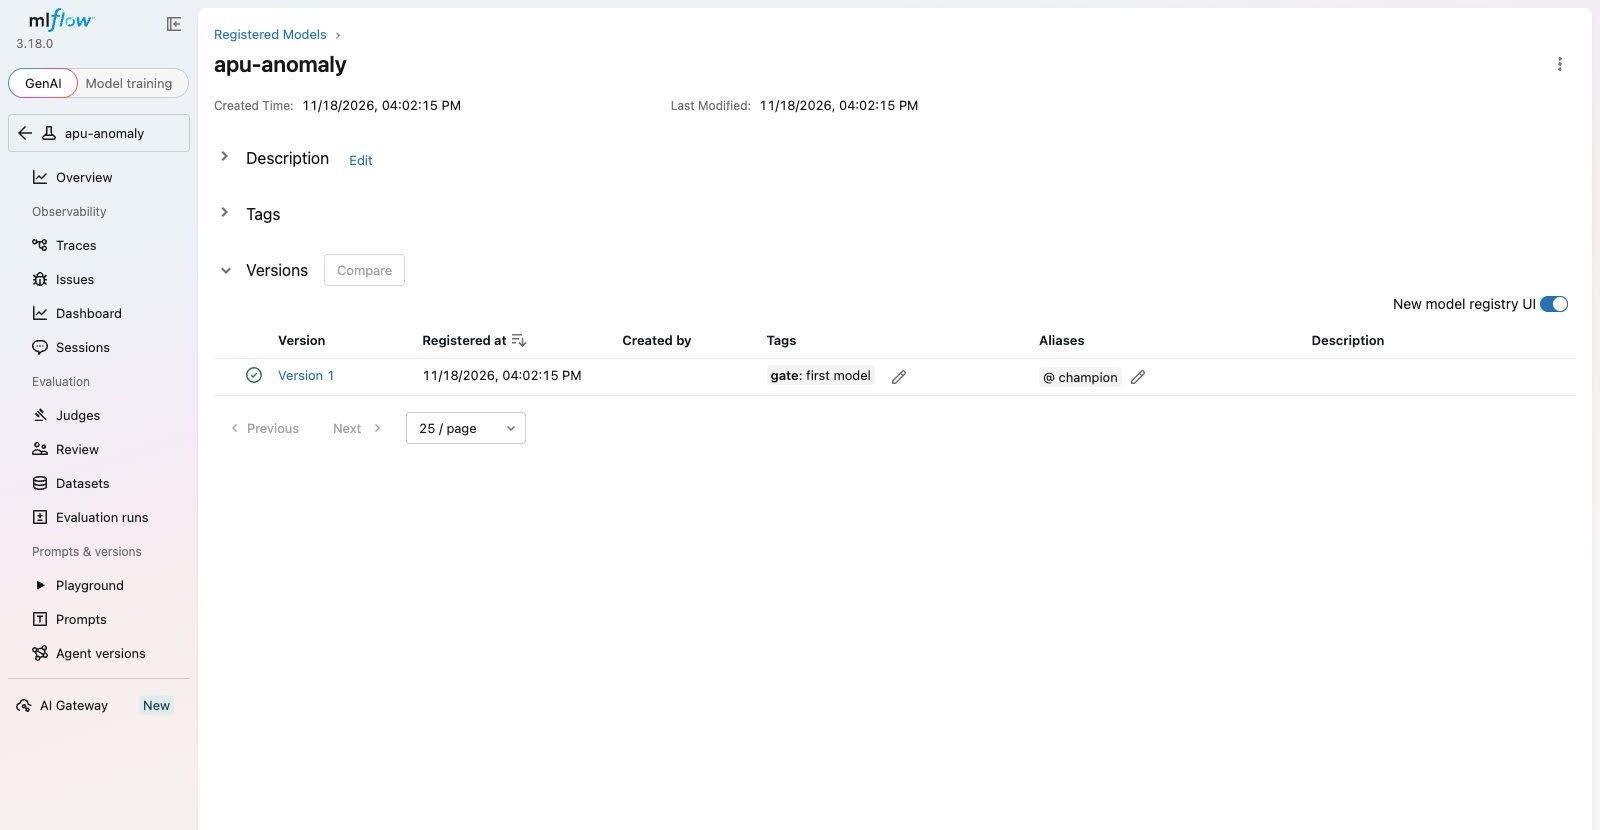 mlflow
3.18.0
GenAI Model training
apu-anomaly
Overview
Observability
Traces
Issues
Dashboard
Sessions
Evaluation
Judges
Review
Datasets
Evaluation runs
Prompts & versions
Playground
Prompts
Agent versions
AI Gateway New
Registered Models
apu-anomaly
Created Time: 11/18/2026, 04:02:15 PM Last Modified: 11/18/2026, 04:02:15 PM
Description Edit
Tags
Versions Compare
New model registry UI
Version Registered at Created by Tags Aliases Description
Version 1 11/18/2026, 04:02:15 PM gate: first model @ champion
Previous Next 25 / page